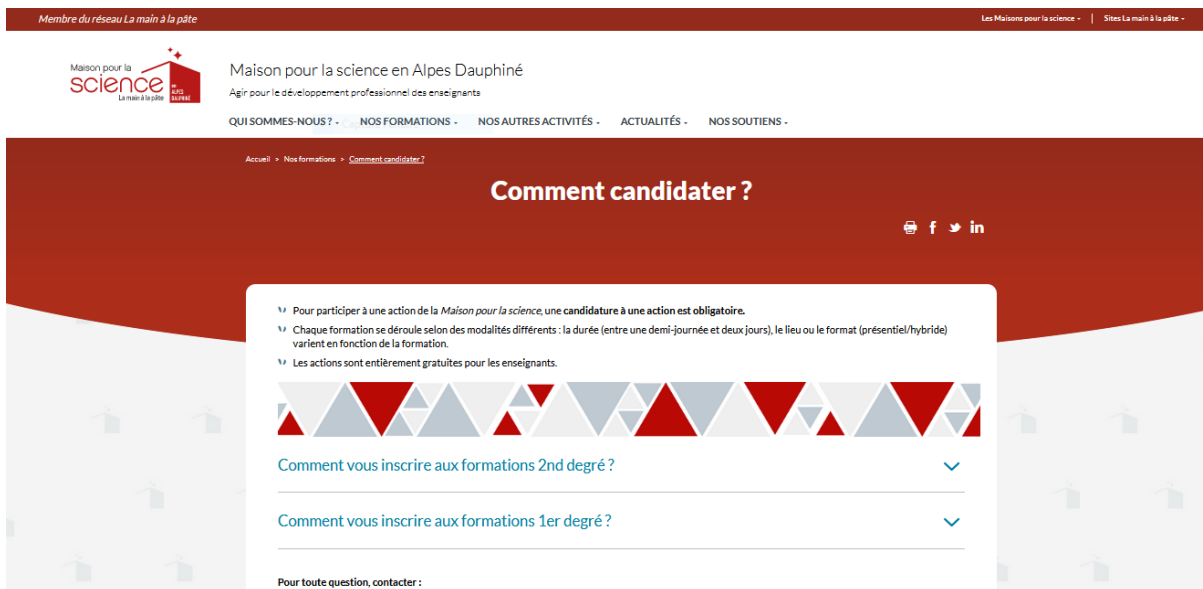 Membre du réseau La main à la pâte
Les Maisons pour la science
Sites La main à la pâte
Maison pour la
science
La main à la pâte
EN
ALPES
DAUPHINÉ
Maison pour la science en Alpes Dauphiné
Agir pour le développement professionnel des enseignants
QUI SOMMES-NOUS ?
NOS FORMATIONS
NOS AUTRES ACTIVITÉS
ACTUALITÉS
NOS SOUTIENS
Accueil > Nos formations > Comment candidater ?
Comment candidater ?
Pour participer à une action de la Maison pour la science, une candidature à une action est obligatoire.
Chaque formation se déroule selon des modalités différents : la durée (entre une demi-journée et deux jours), le lieu ou le format (présentiel/hybride)
varient en fonction de la formation.
Les actions sont entièrement gratuites pour les enseignants.
Comment vous inscrire aux formations 2nd degré ?
Comment vous inscrire aux formations 1er degré ?
Pour toute question, contacter :